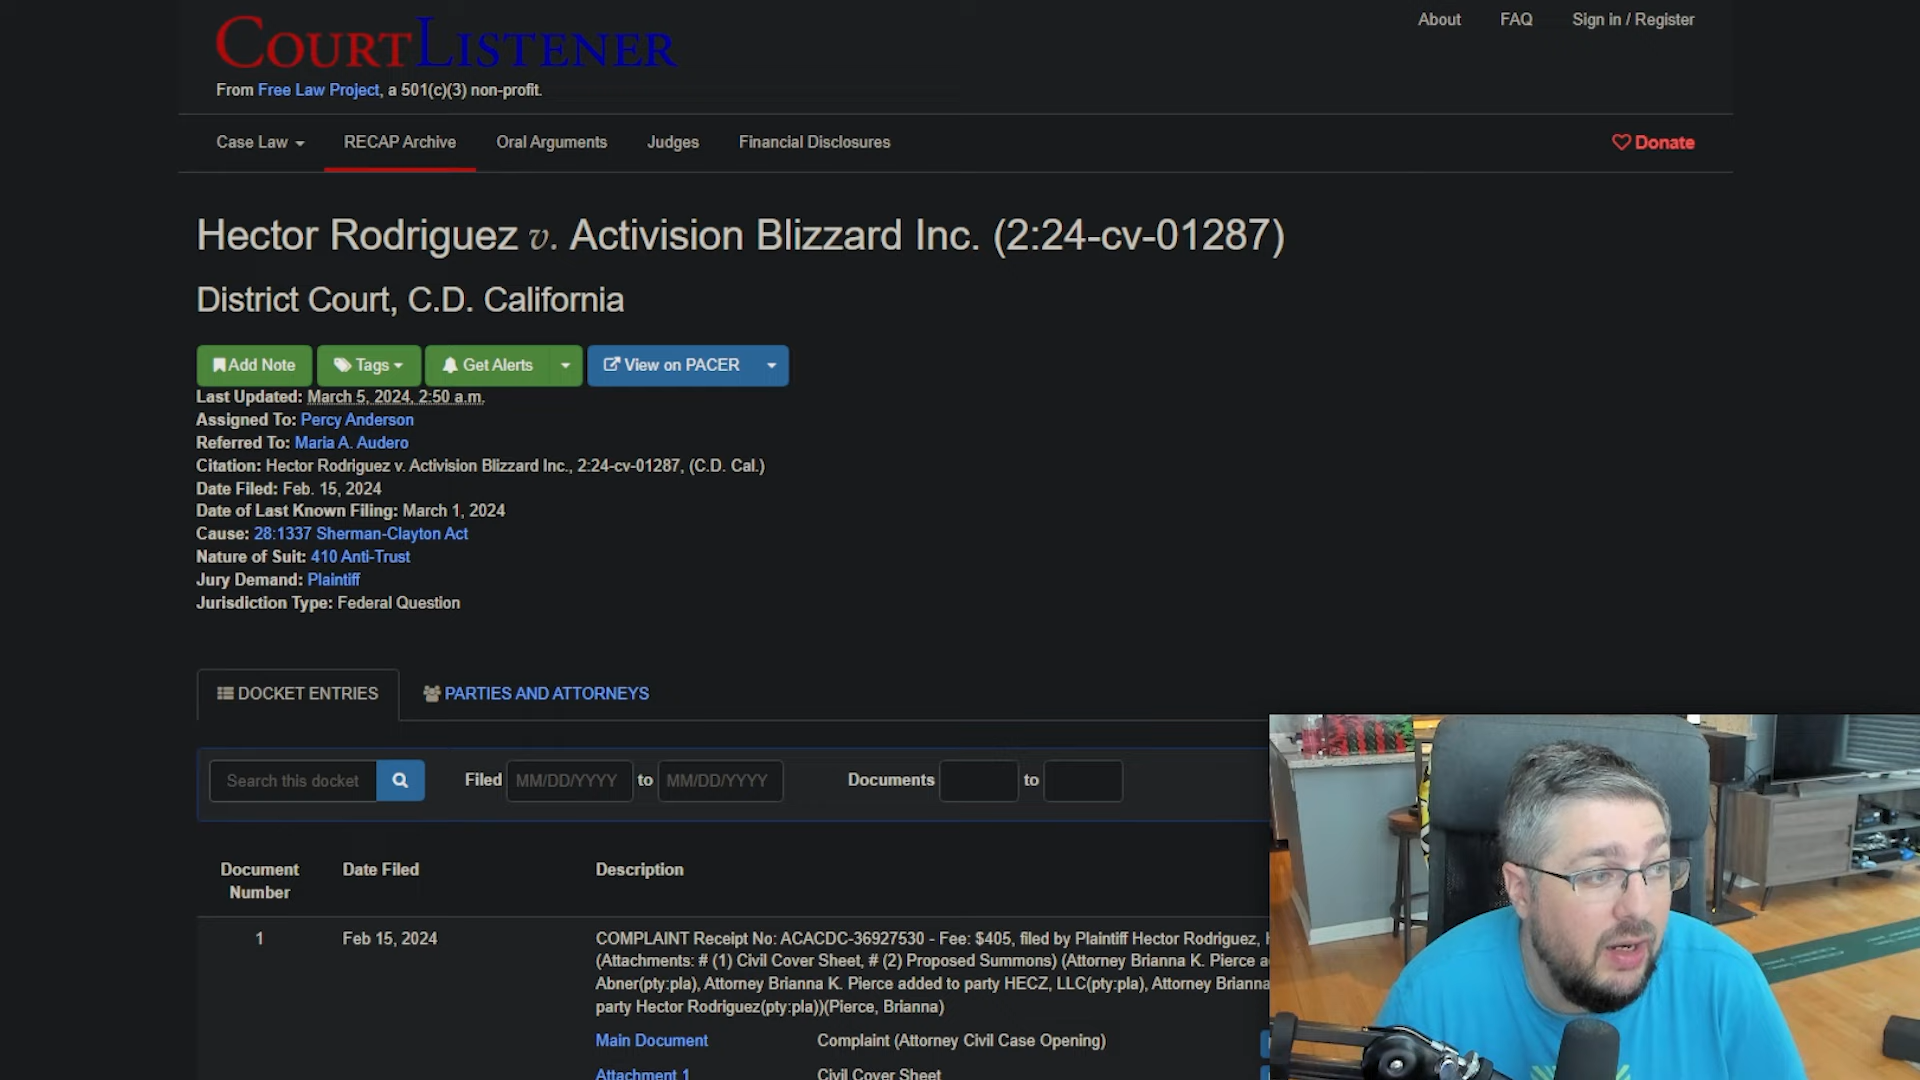 COURTLISTENER
From Free Law Project, a 501(c)(3) non-profit.
About FAQ Sign in / Register
Case Law RECAP Archive Oral Arguments Judges Financial Disclosures Donate
Hector Rodriguez v. Activision Blizzard Inc. (2:24-cv-01287)
District Court, C.D. California
Add Note Tags Get Alerts View on PACER
Last Updated: March 5, 2024, 2:50 a.m.
Assigned To: Percy Anderson
Referred To: Maria A. Audero
Citation: Hector Rodriguez v. Activision Blizzard Inc., 2:24-cv-01287, (C.D. Cal.)
Date Filed: Feb. 15, 2024
Date of Last Known Filing: March 1, 2024
Cause: 28:1337 Sherman-Clayton Act
Nature of Suit: 410 Anti-Trust
Jury Demand: Plaintiff
Jurisdiction Type: Federal Question
DOCKET ENTRIES PARTIES AND ATTORNEYS
Search this docket Filed MM/DD/YYYY to MM/DD/YYYY Documents to
Document Number Date Filed Description
1 Feb 15, 2024 COMPLAINT Receipt No: ACACDC-36927530 - Fee: $405, filed by Plaintiff Hector Rodriguez,
(Attachments: # (1) Civil Cover Sheet, # (2) Proposed Summons) (Attorney Brianna K. Pierce
Abner(pty:pla), Attorney Brianna K. Pierce added to party HECZ, LLC(pty:pla), Attorney Brianna
party Hector Rodriguez(pty:pla))(Pierce, Brianna)
Main Document Complaint (Attorney Civil Case Opening)
Attachment 1 Civil Cover Sheet